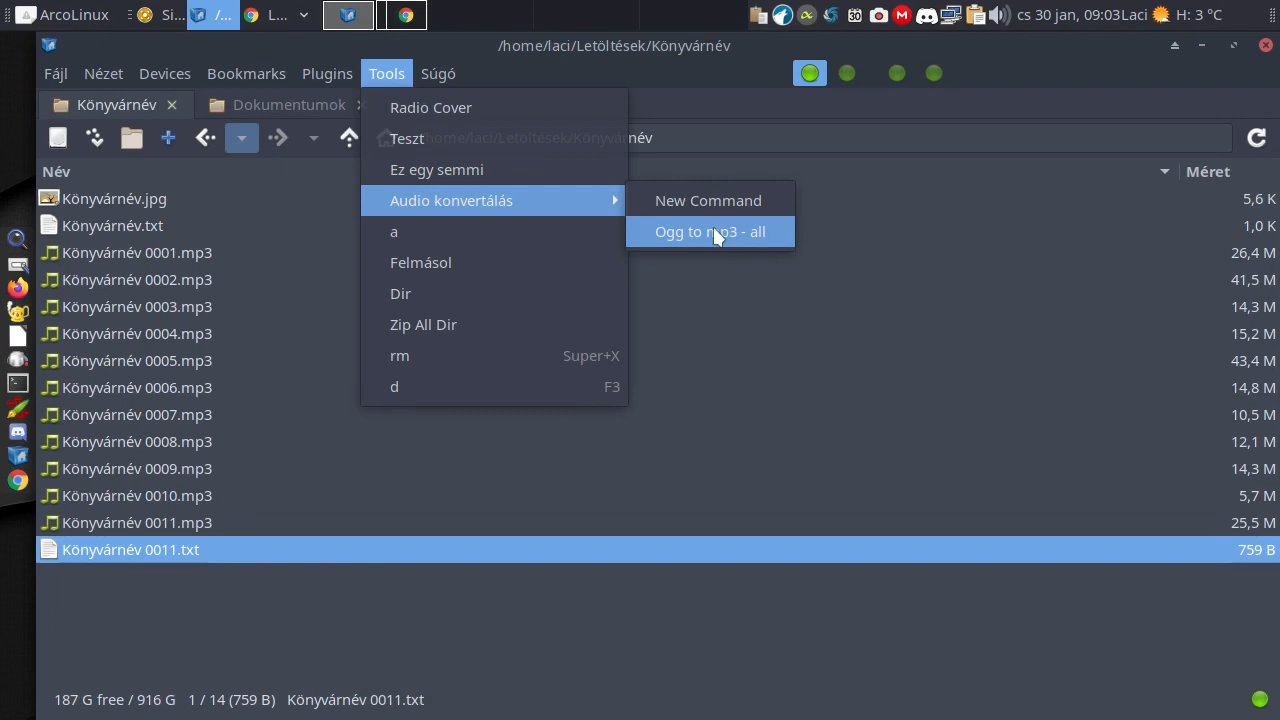 ArcoLinux
Si...
/...
L...
30
cs 30 jan, 09:03
Laci
H: 3 °C
/home/laci/Letöltések/Könyvárnév
Fájl
Nézet
Devices
Bookmarks
Plugins
Tools
Súgó
Könyvárnév
Dokumentumok
/home/laci/Letöltések/Könyvárnév
Radio Cover
Teszt
Ez egy semmi
Audio konvertálás
a
Felmásol
Dir
Zip All Dir
rm Super+X
d F3
New Command
Ogg to mp3 - all
Név Méret
Könyvárnév.jpg 5,6 K
Könyvárnév.txt 1,0 K
Könyvárnév 0001.mp3 26,4 M
Könyvárnév 0002.mp3 41,5 M
Könyvárnév 0003.mp3 14,3 M
Könyvárnév 0004.mp3 15,2 M
Könyvárnév 0005.mp3 43,4 M
Könyvárnév 0006.mp3 14,8 M
Könyvárnév 0007.mp3 10,5 M
Könyvárnév 0008.mp3 12,1 M
Könyvárnév 0009.mp3 14,3 M
Könyvárnév 0010.mp3 5,7 M
Könyvárnév 0011.mp3 25,5 M
Könyvárnév 0011.txt 759 B
187 G free / 916 G 1 / 14 (759 B) Könyvárnév 0011.txt